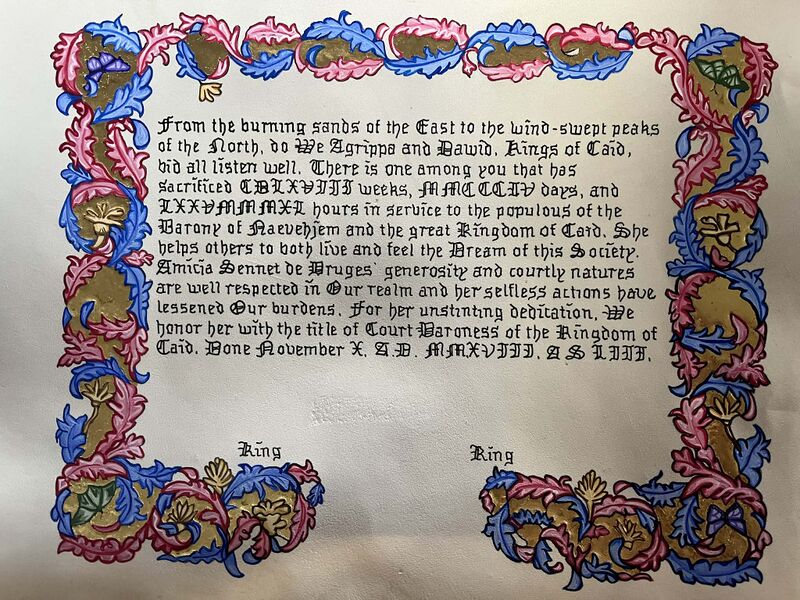 From the burning sands of the East to the wind-swept peaks
of the North, do We Agrippa and Dawid, Kings of Caid,
bid all listen well. There is one among you that has
sacrificed CDLXVIII weeks, MMCCCLV days, and
LXXVMMMXL hours in service to the populous of the
Barony of Naevehjem and the great Kingdom of Caid. She
helps others to both live and feel the Dream of this Society.
Amicia Sennet de Bruges' generosity and courtly natures
are well respected in Our realm and her selfless actions have
lessened Our burdens. For her unstinting dedication, We
honor her with the title of Court Baroness of the Kingdom of
Caid. Done November X, A.D. MMXVIII, A S LIII.
King
King